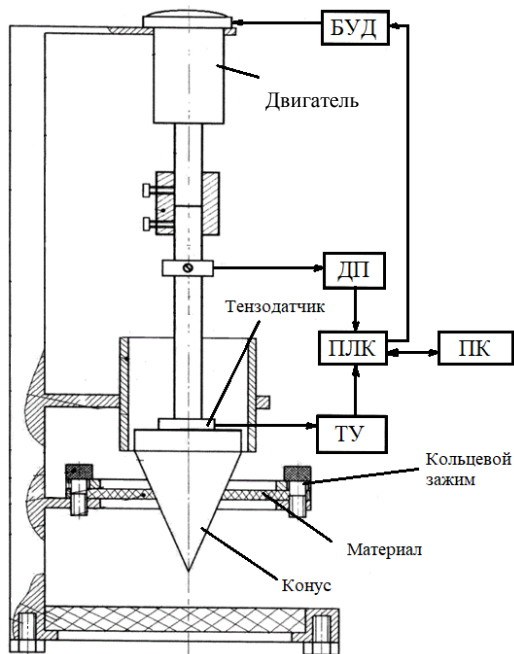 БУД
Двигатель
ДП
Тензодатчик
ПЛК
ПК
ТУ
Кольцевой
зажим
Материал
Конус